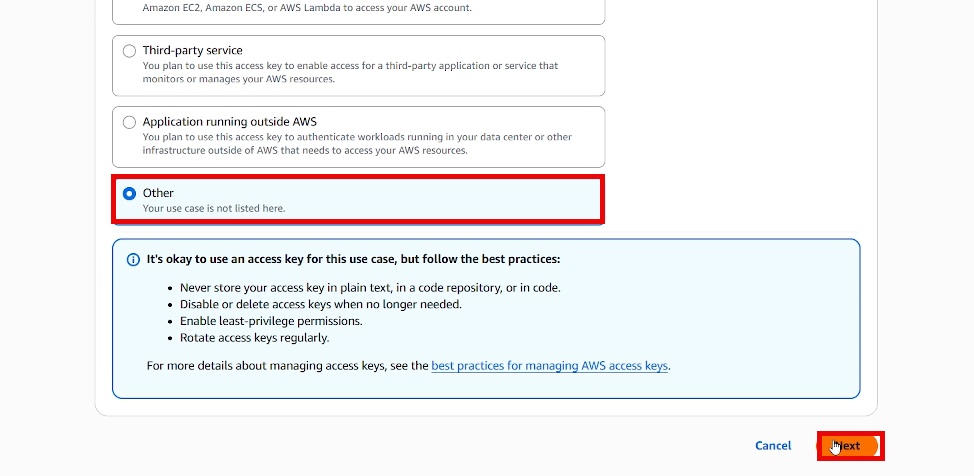 Amazon EC2, Amazon ECS, or AWS Lambda to access your AWS account.
Third-party service
You plan to use this access key to enable access for a third-party application or service that
monitors or manages your AWS resources.
Application running outside AWS
You plan to use this access key to authenticate workloads running in your data center or other
infrastructure outside of AWS that needs to access your AWS resources.
Other
Your use case is not listed here.
It's okay to use an access key for this use case, but follow the best practices:
• Never store your access key in plain text, in a code repository, or in code.
• Disable or delete access keys when no longer needed.
• Enable least-privilege permissions.
• Rotate access keys regularly.
For more details about managing access keys, see the best practices for managing AWS access keys.
Cancel
Next